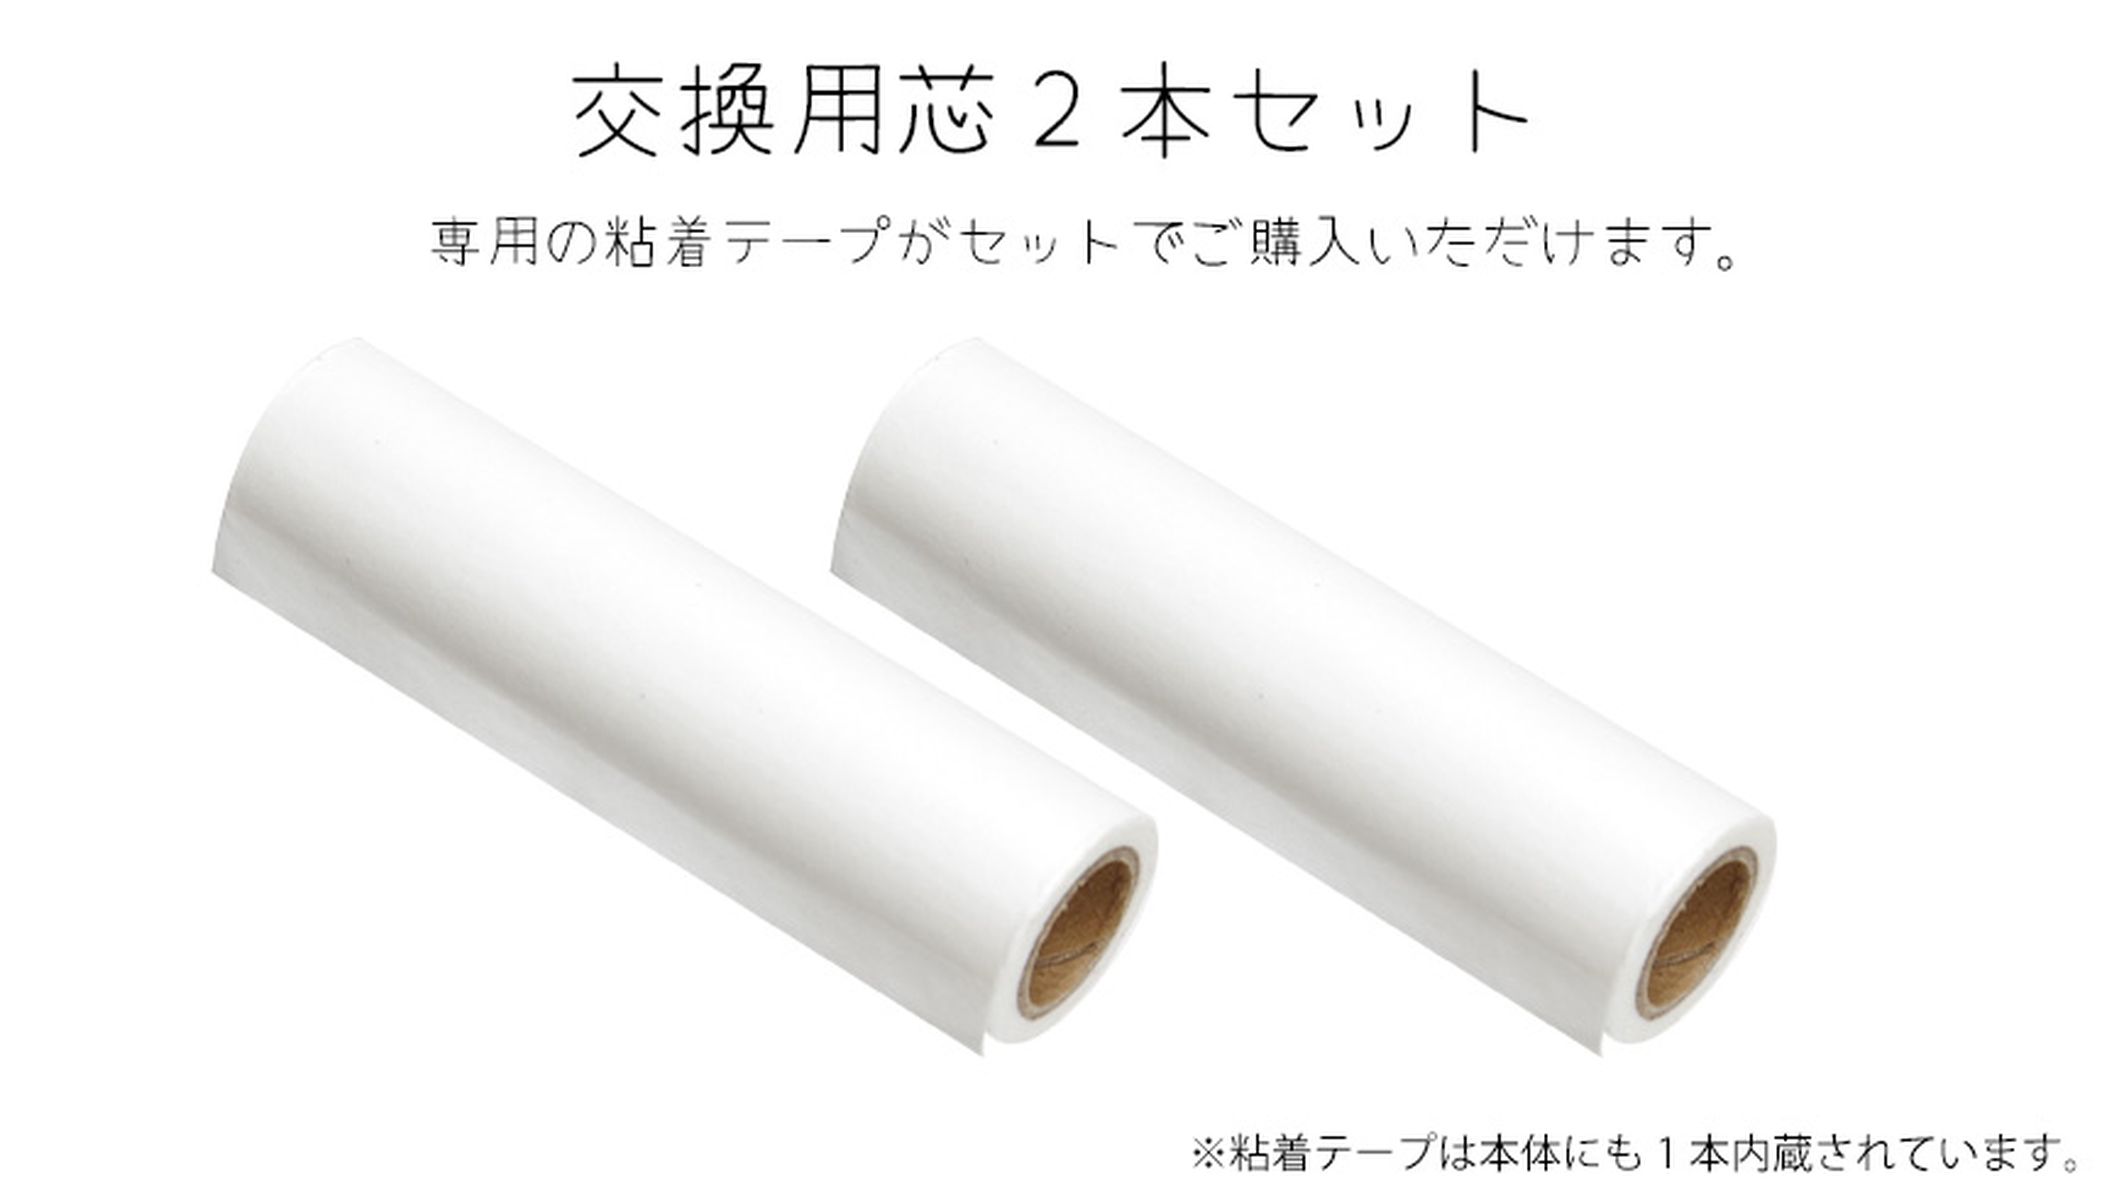 交換用芯２本セット
専用の粘着テープがセットでご購入いただけます。
※粘着テープは本体にも１本内蔵されています。